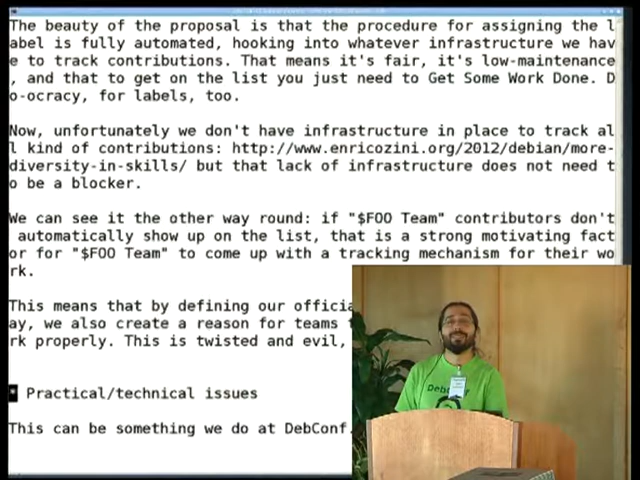 The beauty of the proposal is that the procedure for assigning the l
abel is fully automated, hooking into whatever infrastructure we hav
e to track contributions. That means it's fair, it's low-maintenance
, and that to get on the list you just need to Get Some Work Done. D
o-ocracy, for labels, too.
Now, unfortunately we don't have infrastructure in place to track al
l kind of contributions: http://www.enricozini.org/2012/debian/more-
diversity-in-skills/ but that lack of infrastructure does not need t
o be a blocker.
We can see it the other way round: if "$FOO Team" contributors don't
automatically show up on the list, that is a strong motivating fact
or for "$FOO Team" to come up with a tracking mechanism for their wo
rk.
This means that by defining our officia
ay, we also create a reason for teams
rk properly. This is twisted and evil,
* Practical/technical issues
This can be something we do at DebConf.